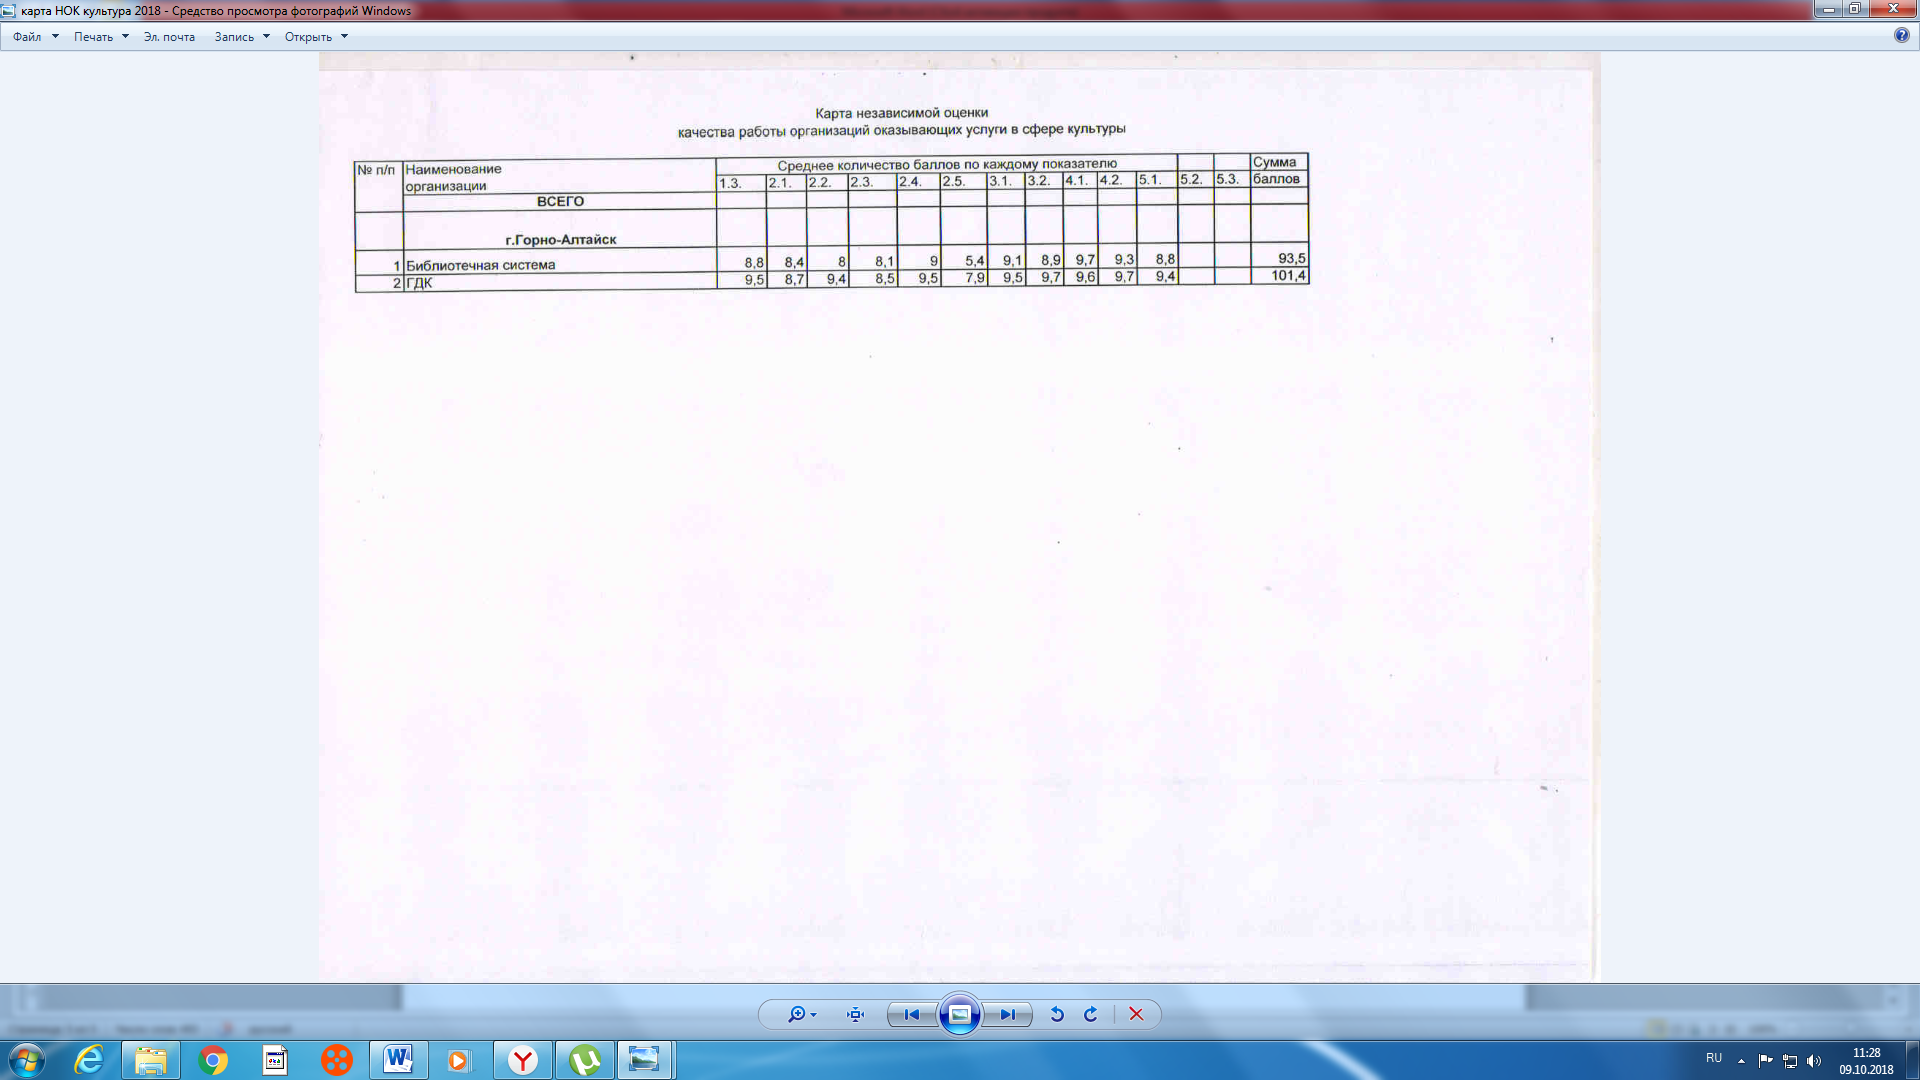 карта НОК культура 2018 - Средство просмотра фотографий Windows
Файл Печать Эл. почта Запись Открыть
Карта независимой оценки
качества работы организаций оказывающих услуги в сфере культуры
№ п/п Наименование организации Среднее количество баллов по каждому показателю Сумма баллов
1.3. 2.1. 2.2. 2.3. 2.4. 2.5. 3.1. 3.2. 4.1. 4.2. 5.1. 5.2. 5.3.
ВСЕГО
г.Горно-Алтайск
1 Библиотечная система 8,8 8,4 8 8,1 9 5,4 9,1 8,9 9,7 9,3 8,8 93,5
2 ГДК 9,5 8,7 9,4 8,5 9,5 7,9 9,5 9,7 9,6 9,7 9,4 101,4
RU
11:28
09.10.2018